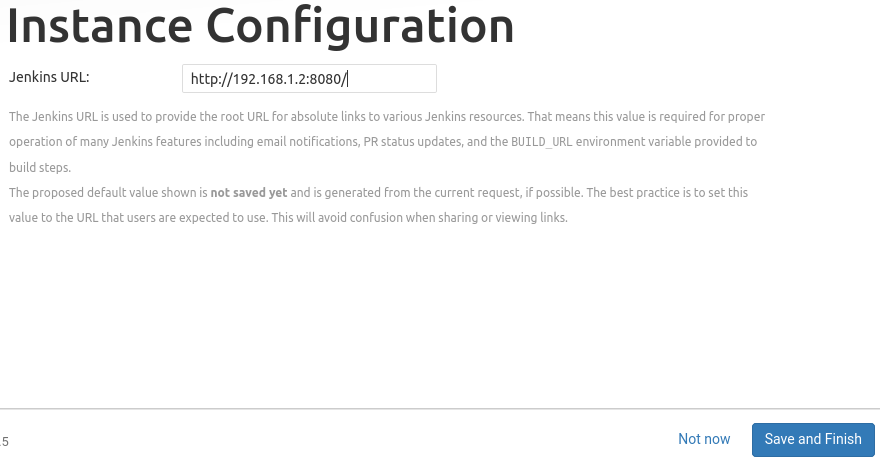 Instance Configuration
Jenkins URL: http://192.168.1.2:8080/
The Jenkins URL is used to provide the root URL for absolute links to various Jenkins resources. That means this value is required for proper
operation of many Jenkins features including email notifications, PR status updates, and the BUILD_URL environment variable provided to
build steps.
The proposed default value shown is not saved yet and is generated from the current request, if possible. The best practice is to set this
value to the URL that users are expected to use. This will avoid confusion when sharing or viewing links.
.5 Not now Save and Finish